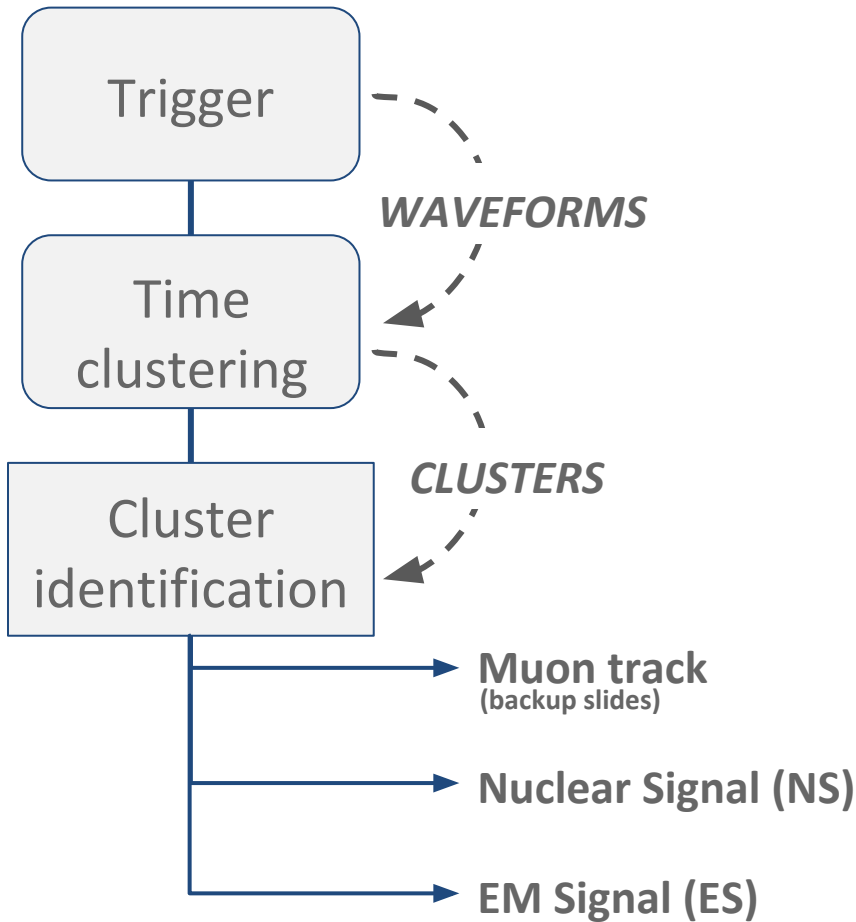 Trigger
WAVEFORMS
Time
clustering
CLUSTERS
Cluster
identification
Muon track
(backup slides)
Nuclear Signal (NS)
EM Signal (ES)